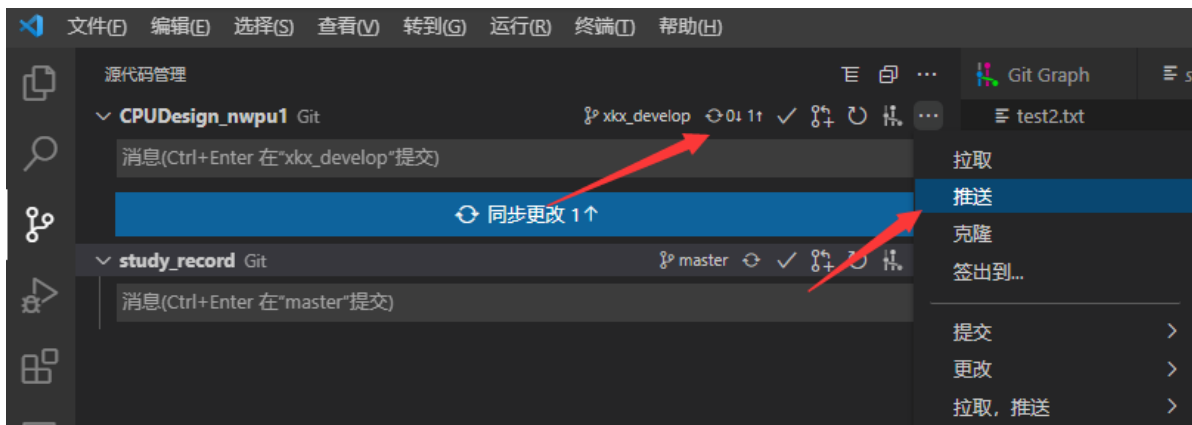 文件(F) 编辑(E) 选择(S) 查看(V) 转到(G) 运行(R) 终端(T) 帮助(H)
源代码管理
Git Graph
CPUDesign_nwpu1 Git
xkx_develop 0↓ 1↑
test2.txt
消息(Ctrl+Enter 在"xkx_develop"提交)
同步更改 1↑
study_record Git
master
消息(Ctrl+Enter 在"master"提交)
拉取
推送
克隆
签出到...
提交
更改
拉取，推送